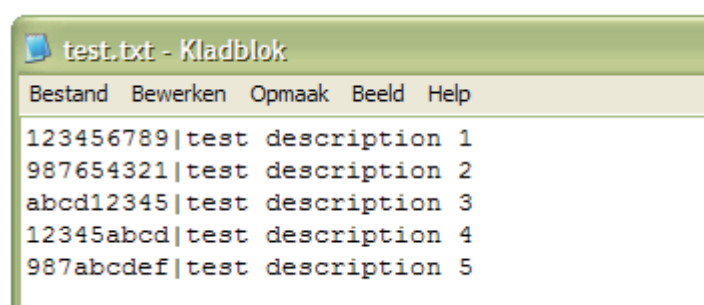 test.txt - Kladblok
Bestand Bewerken Opmaak Beeld Help
123456789|test description 1
987654321|test description 2
abcd12345|test description 3
12345abcd|test description 4
987abcdef|test description 5